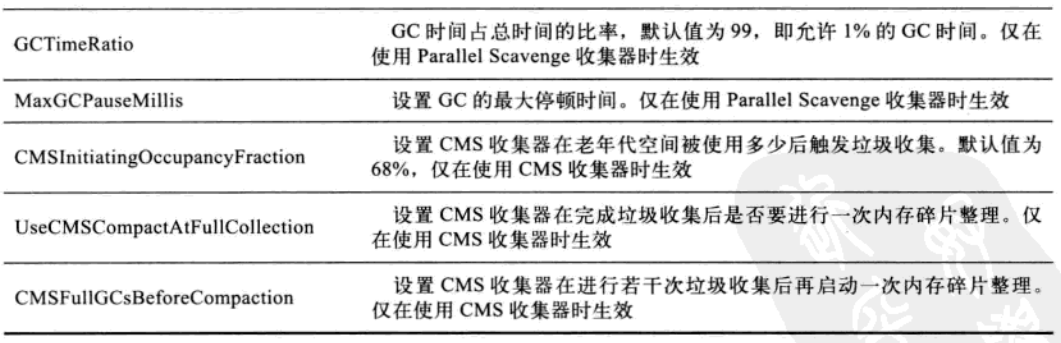 GCTimeRatio
GC 时间占总时间的比率，默认值为 99，即允许 1% 的 GC 时间。仅在
使用 Parallel Scavenge 收集器时生效
MaxGCPauseMillis
设置 GC 的最大停顿时间。仅在使用 Parallel Scavenge 收集器时生效
CMSInitiatingOccupancyFraction
设置 CMS 收集器在老年代空间被使用多少后触发垃圾收集。默认值为
68%，仅在使用 CMS 收集器时生效
UseCMSCompactAtFullCollection
设置 CMS 收集器在完成垃圾收集后是否要进行一次内存碎片整理。仅
在使用 CMS 收集器时生效
CMSFullGCsBeforeCompaction
设置 CMS 收集器在进行若干次垃圾收集后再启动一次内存碎片整理。
仅在使用 CMS 收集器时生效